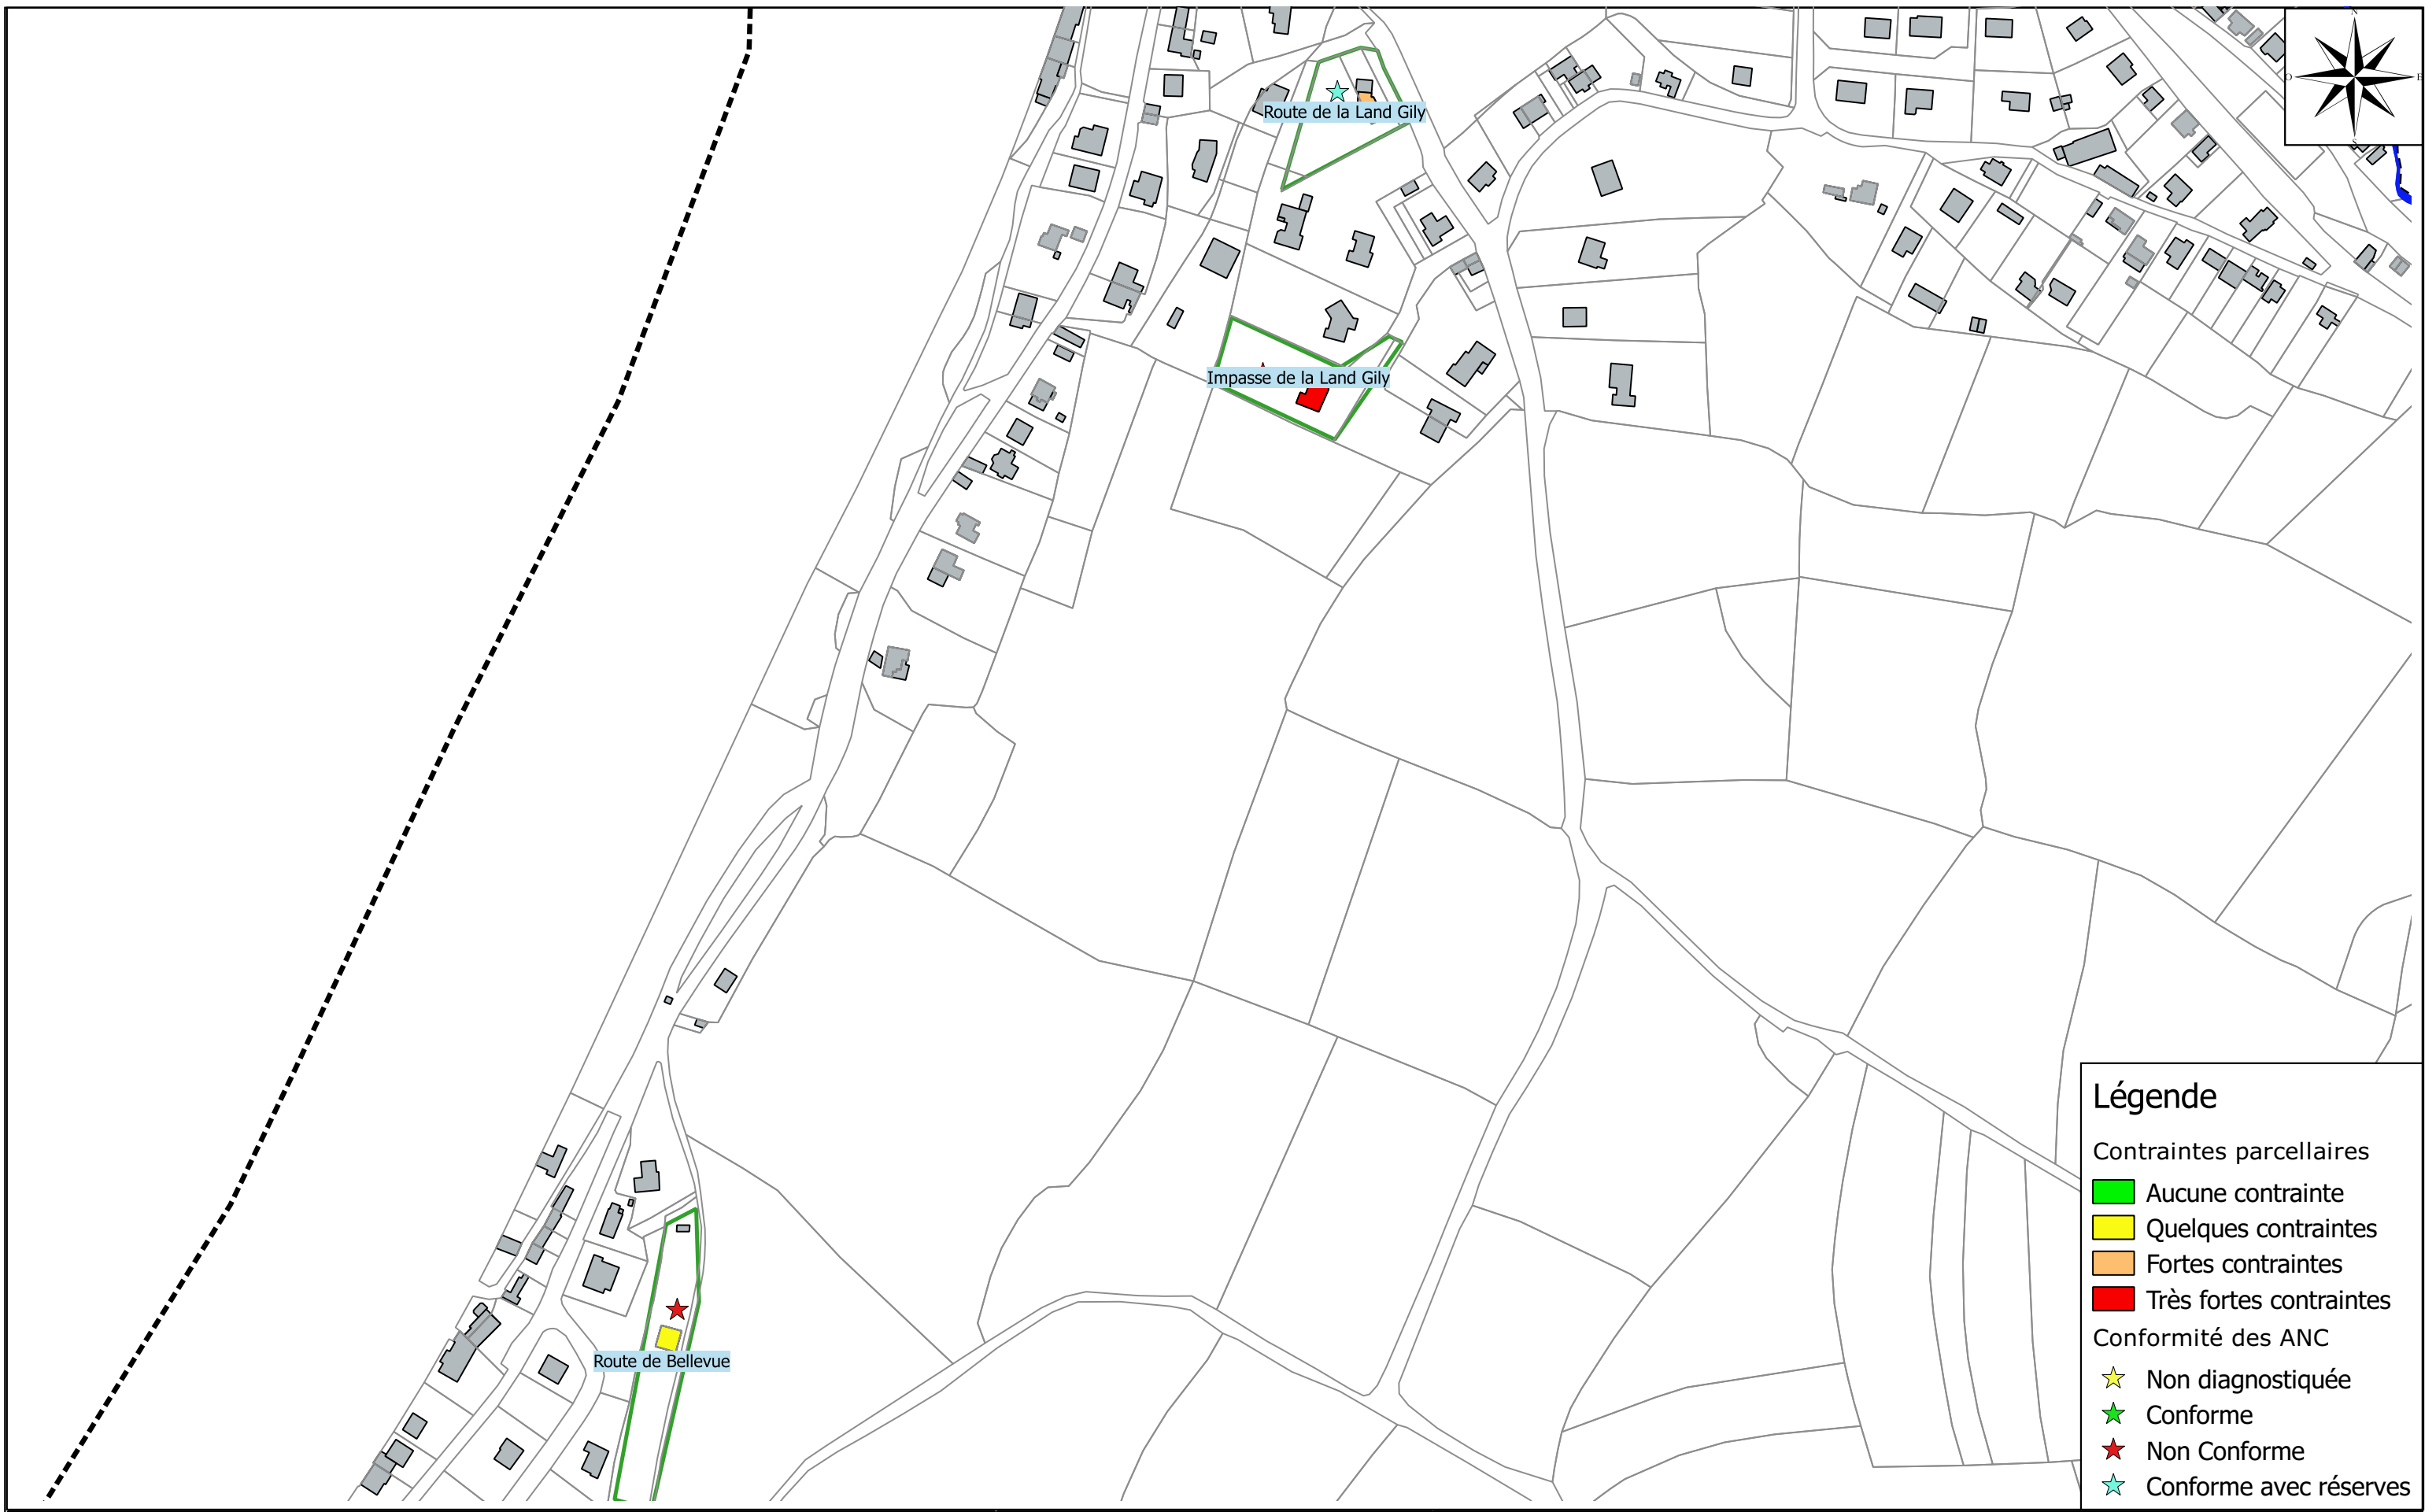 N
O
E
S
Route de la Land Gily
Impasse de la Land Gily
Route de Bellevue
Légende
Contraintes parcellaires
Aucune contrainte
Quelques contraintes
Fortes contraintes
Très fortes contraintes
Conformité des ANC
Non diagnostiquée
Conforme
Non Conforme
Conforme avec réserves